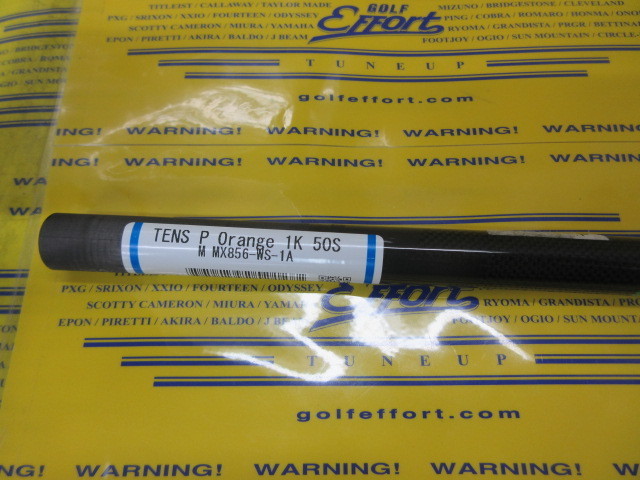 TITLEIST / CALLAWAY / TAYLOR MADE
PXG / SRIXON / XXIO / FOURTEEN / ODYSSEY
SCOTTY CAMERON / MIURA / YAMAHA
EPON / PIRETTI / AKIRA / BALDO / J BEAM
GOLF
Effort
MIZUNO / BRIDGESTONE / CLEVELAND
PING / COBRA / ROMARO / HONMA /
RYOMA / GRANDISTA / PRGR / BETTINARDI
FOOTJOY / OGIO / SUN MOUNTAIN / CIRCLE
TUNEUP
golfeffort.com
WARNING! WARNING! WARNING! WARNING! WARNING!
TENS P Orange 1K 50S
M MX856-WS-1A
PXG / SRIXON / XXIO / FOURTEEN / ODYSSEY
SCOTTY CAMERON / MIURA / YAMAHA
EPON / PIRETTI / AKIRA / BALDO / J BEAM
Effort
RYOMA / GRANDISTA / PRGR
FOOTJOY / OGIO / SUN MOUNTAIN
TUNEUP
golfeffort.com
WARNING! WARNING! WARNING! WARNING!